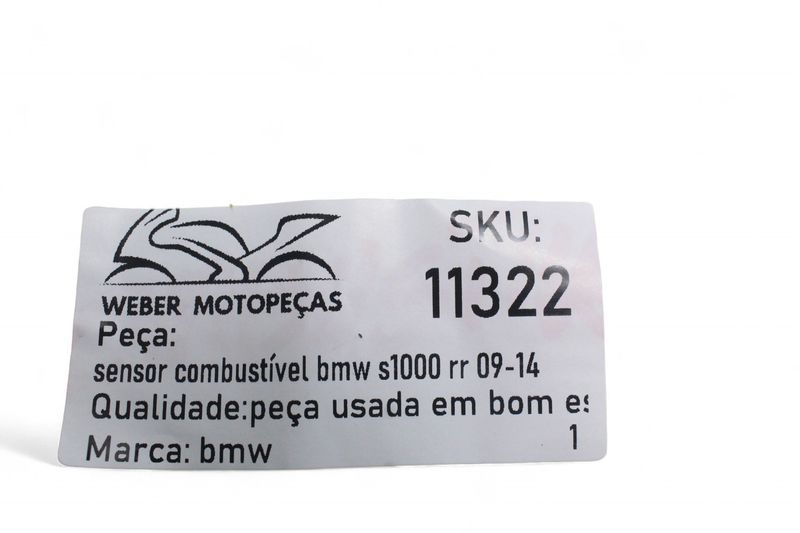 WEBER MOTOPEÇAS
SKU:
11322
Peça:
sensor combustível bmw s1000 rr 09-14
Qualidade:peça usada em bom es
Marca: bmw
1